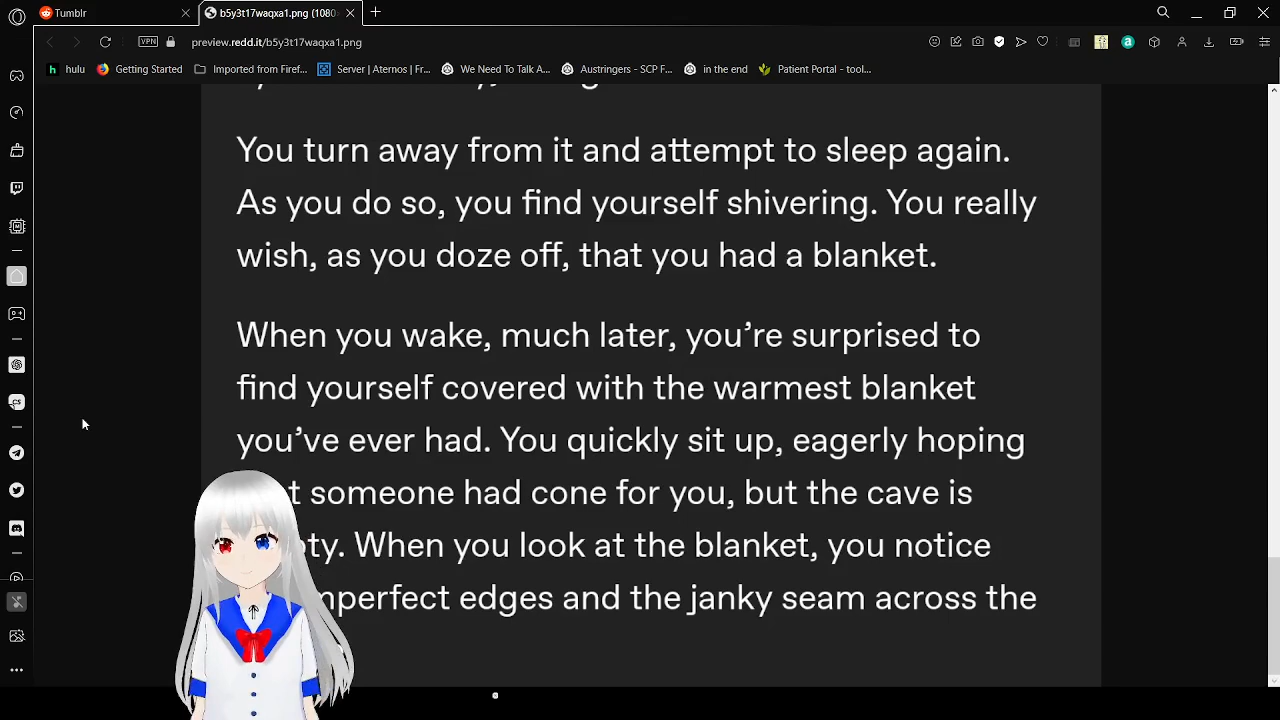 Tumblr
b5y3t17waqxa1.png (1080
VPN
preview.redd.it/b5y3t17waqxa1.png
hulu
Getting Started
Imported from Firef...
Server | Aternos | Fr...
We Need To Talk A...
Austringers - SCP F...
in the end
Patient Portal - tool...
You turn away from it and attempt to sleep again.
As you do so, you find yourself shivering. You really
wish, as you doze off, that you had a blanket.
When you wake, much later, you're surprised to
find yourself covered with the warmest blanket
you've ever had. You quickly sit up, eagerly hoping
t someone had cone for you, but the cave is
ty. When you look at the blanket, you notice
perfect edges and the janky seam across the